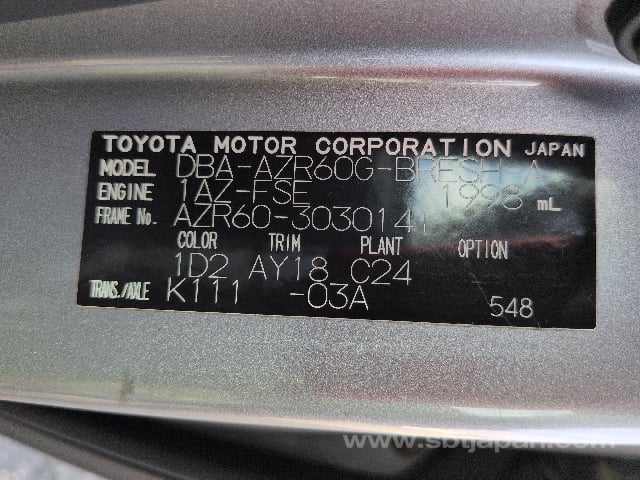 TOYOTA MOTOR CORPORATION JAPAN
MODEL DBA-AZR60G-BRESH A
ENGINE 1AZ-FSE 1998 mL
FRAME No. AZR60-3030141
COLOR TRIM PLANT OPTION
1D2 AY18 C24
TRANS./AXLE K111 -03A 548
www.sbtjapan.com